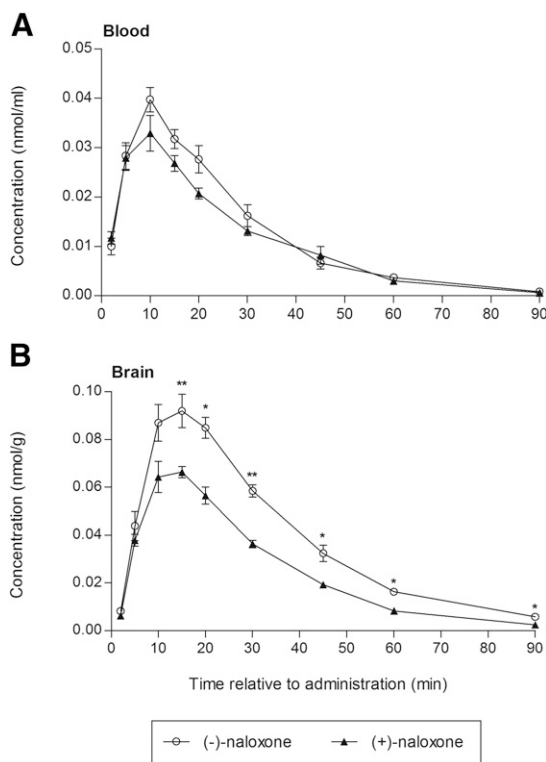 A
Blood
Concentration (nmol/ml)
0.05
0.04
0.03
0.02
0.01
0.00
0 10 20 30 40 50 60 70 80 90
B
Brain
Concentration (nmol/g)
0.10
0.08
0.06
0.04
0.02
0.00
** * ** * * *
0 10 20 30 40 50 60 70 80 90
Time relative to administration (min)
(-)-naloxone (+)-naloxone